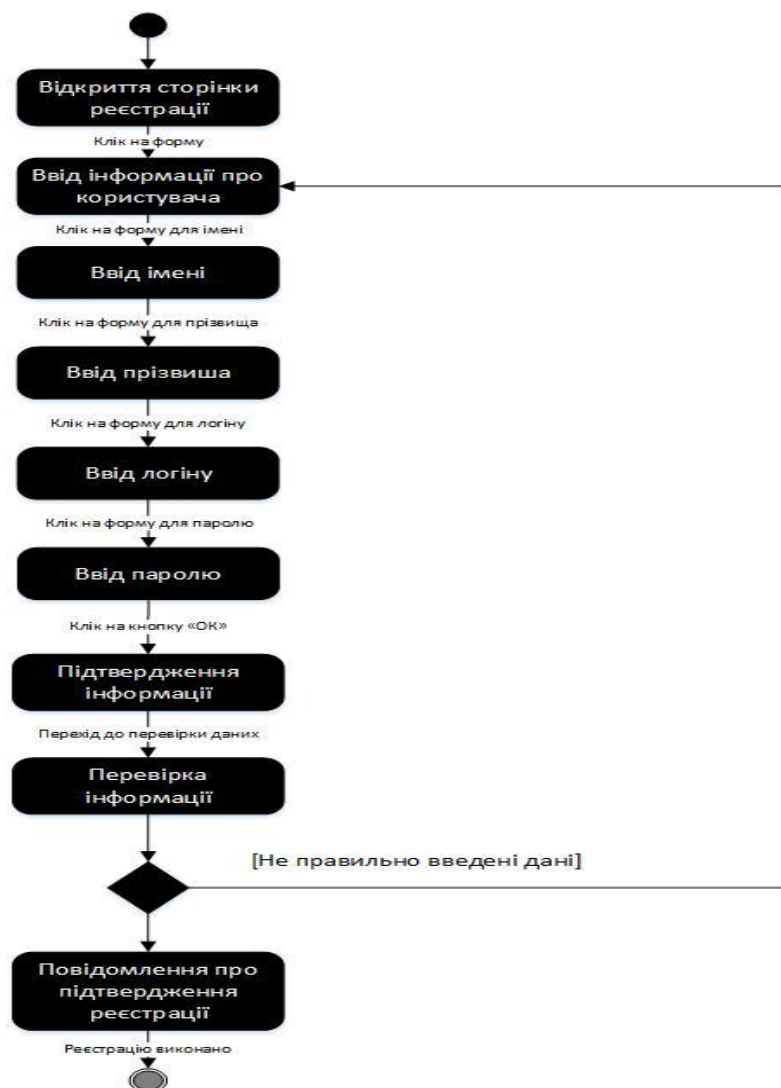 Відкриття сторінки
реєстрації
Клік на форму
Ввід інформації про
користувача
Клік на форму для імені
Ввід імені
Клік на форму для прізвища
Ввід прізвиша
Клік на форму для логіну
Ввід логіну
Клік на форму для паролю
Ввід паролю
Клік на кнопку «ОК»
Підтвердження
інформації
Перехід до перевірки даних
Перевірка
інформації
[Не правильно введені дані]
Повідомлення про
підтвердження
реєстрації
Реєстрацію виконано